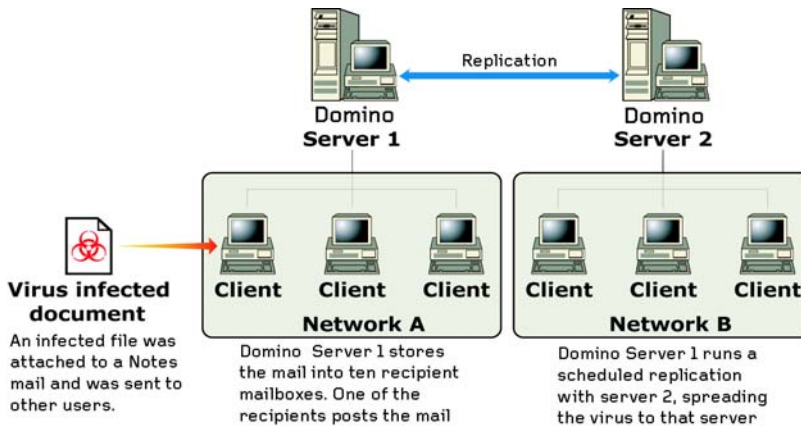 Replication
Domino
Server 1
Domino
Server 2
Client
Client
Client
Network A
Client
Client
Client
Network B
Virus infected
document
An infected file was
attached to a Notes
mail and was sent to
other users.
Domino Server 1 stores
the mail into ten recipient
mailboxes. One of the
recipients posts the mail
Domino Server 1 runs a
scheduled replication
with server 2, spreading
the virus to that server